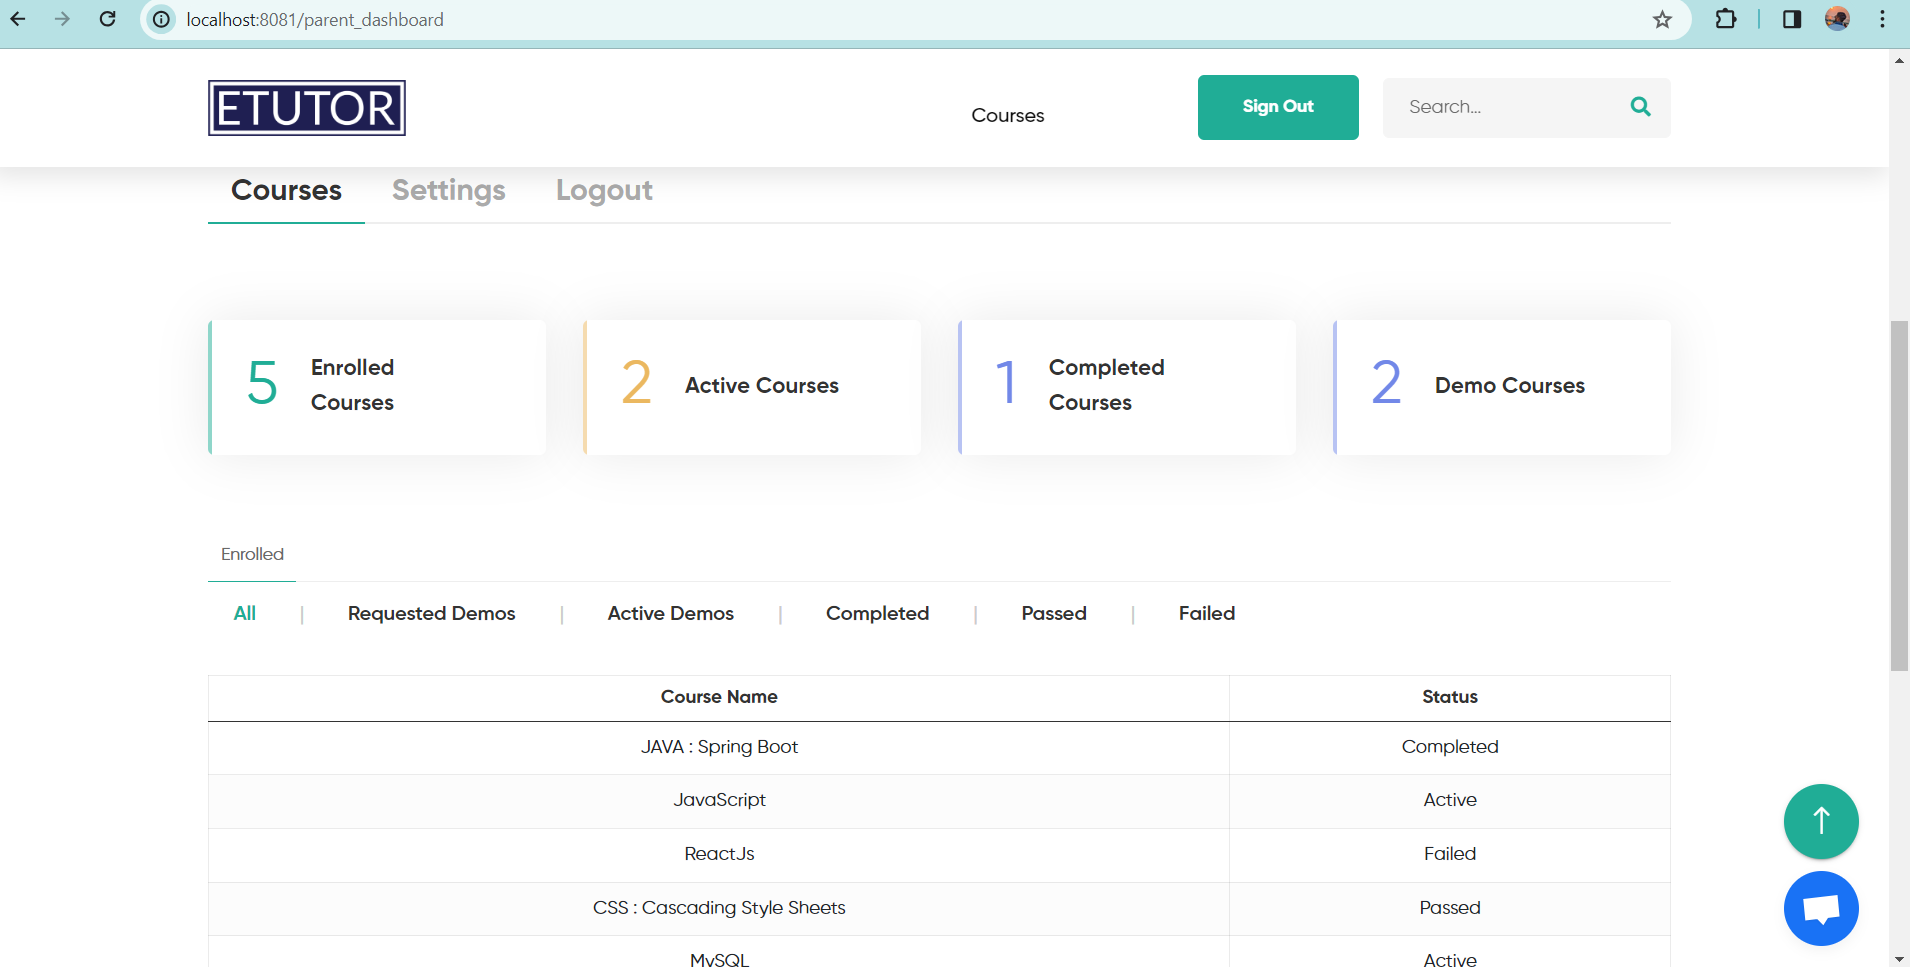 localhost:8081/parent_dashboard
ETUTOR
Courses
Sign Out
Search...
Courses Settings Logout
5 Enrolled
Courses
2 Active Courses
1 Completed
Courses
2 Demo Courses
Enrolled
All | Requested Demos | Active Demos | Completed | Passed | Failed
Course Name Status
JAVA : Spring Boot Completed
JavaScript Active
ReactJs Failed
CSS : Cascading Style Sheets Passed
MySQL Active